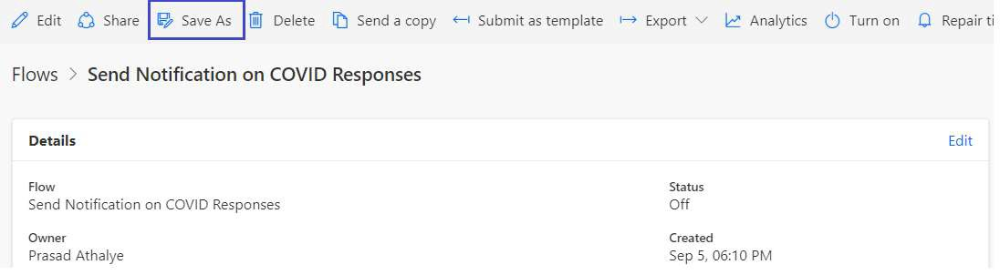 Edit Share Save As Delete Send a copy Submit as template Export Analytics Turn on Repair ti
Flows > Send Notification on COVID Responses
Details Edit
Flow Status
Send Notification on COVID Responses Off
Owner Created
Prasad Athalye Sep 5, 06:10 PM